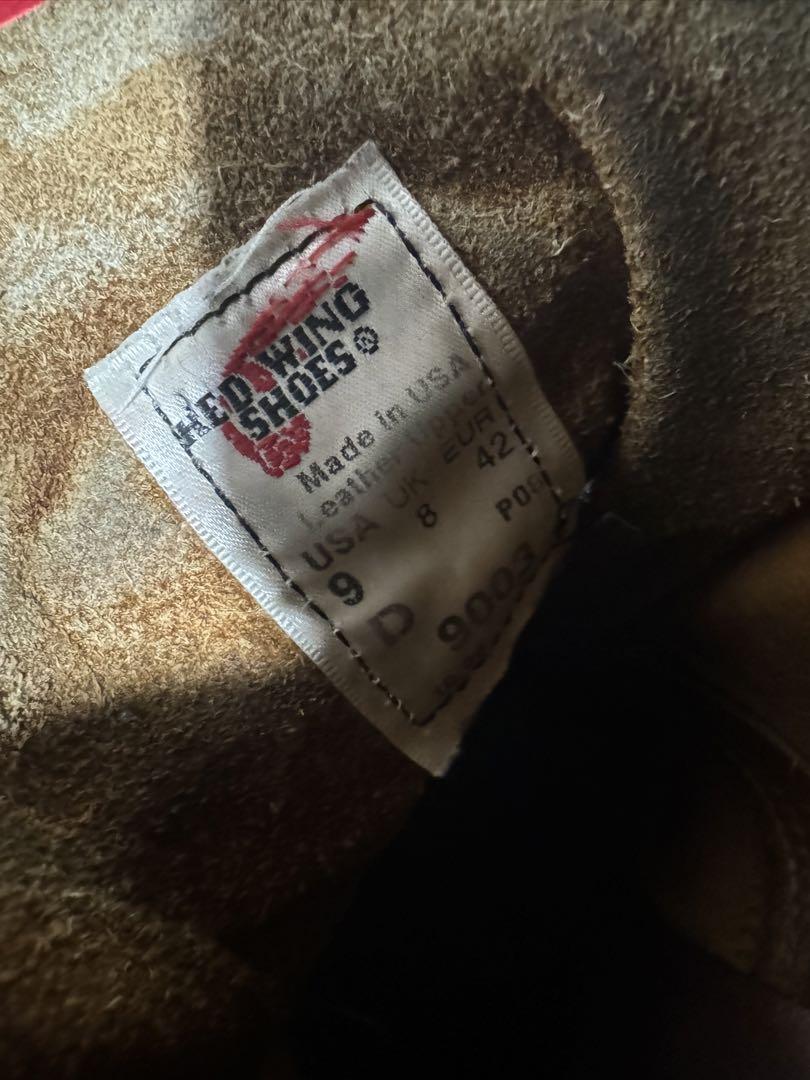 RED WING
SHOES®
Made in USA
Leather Upper
USA UK EUR
9 8 42
D 9003